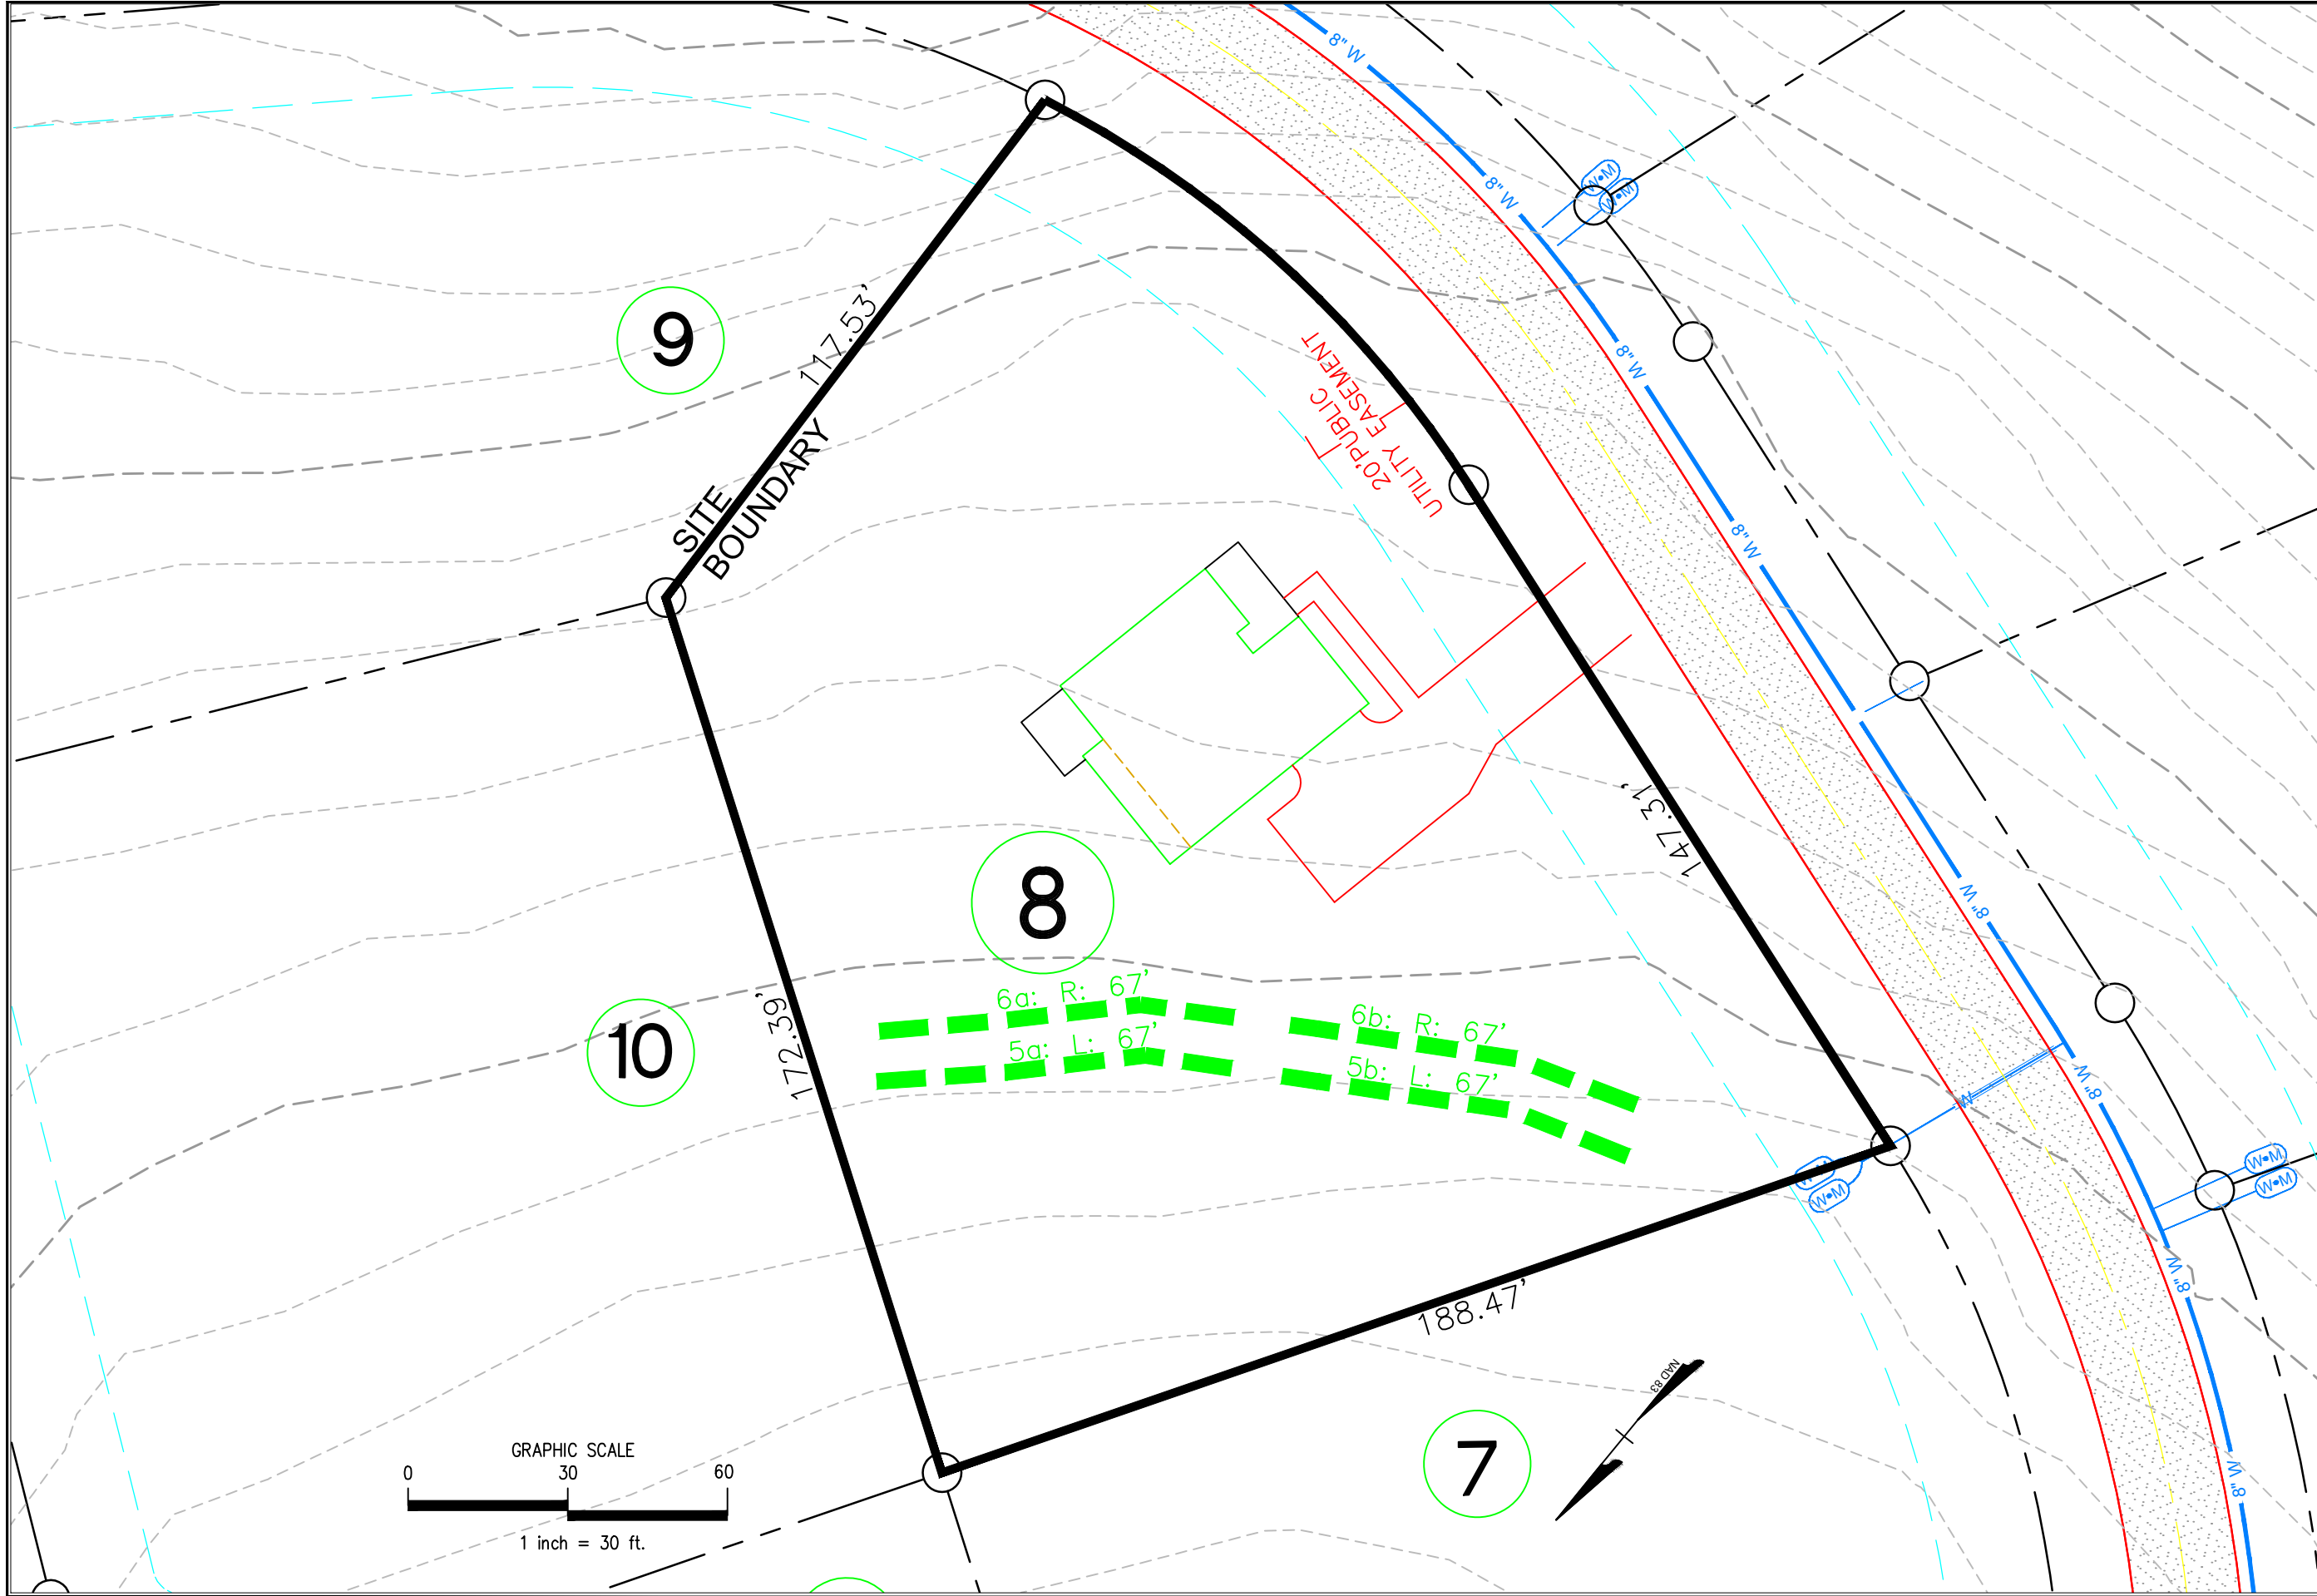 8" W
W•M
W•M
8" W
9
117.53'
8" W
20'PUBLIC
UTILITY EASEMENT
SITE
BOUNDARY
8" W
147.31'
8
8" W
6a: R: 67'
6b: R: 67'
5a: L: 67'
5b: L: 67'
10
172.39'
W
8" W
W•M
W•M
W•M
W•M
8" W
188.47'
NAD 83
7
GRAPHIC SCALE
0 30 60
1 inch = 30 ft.
8" W